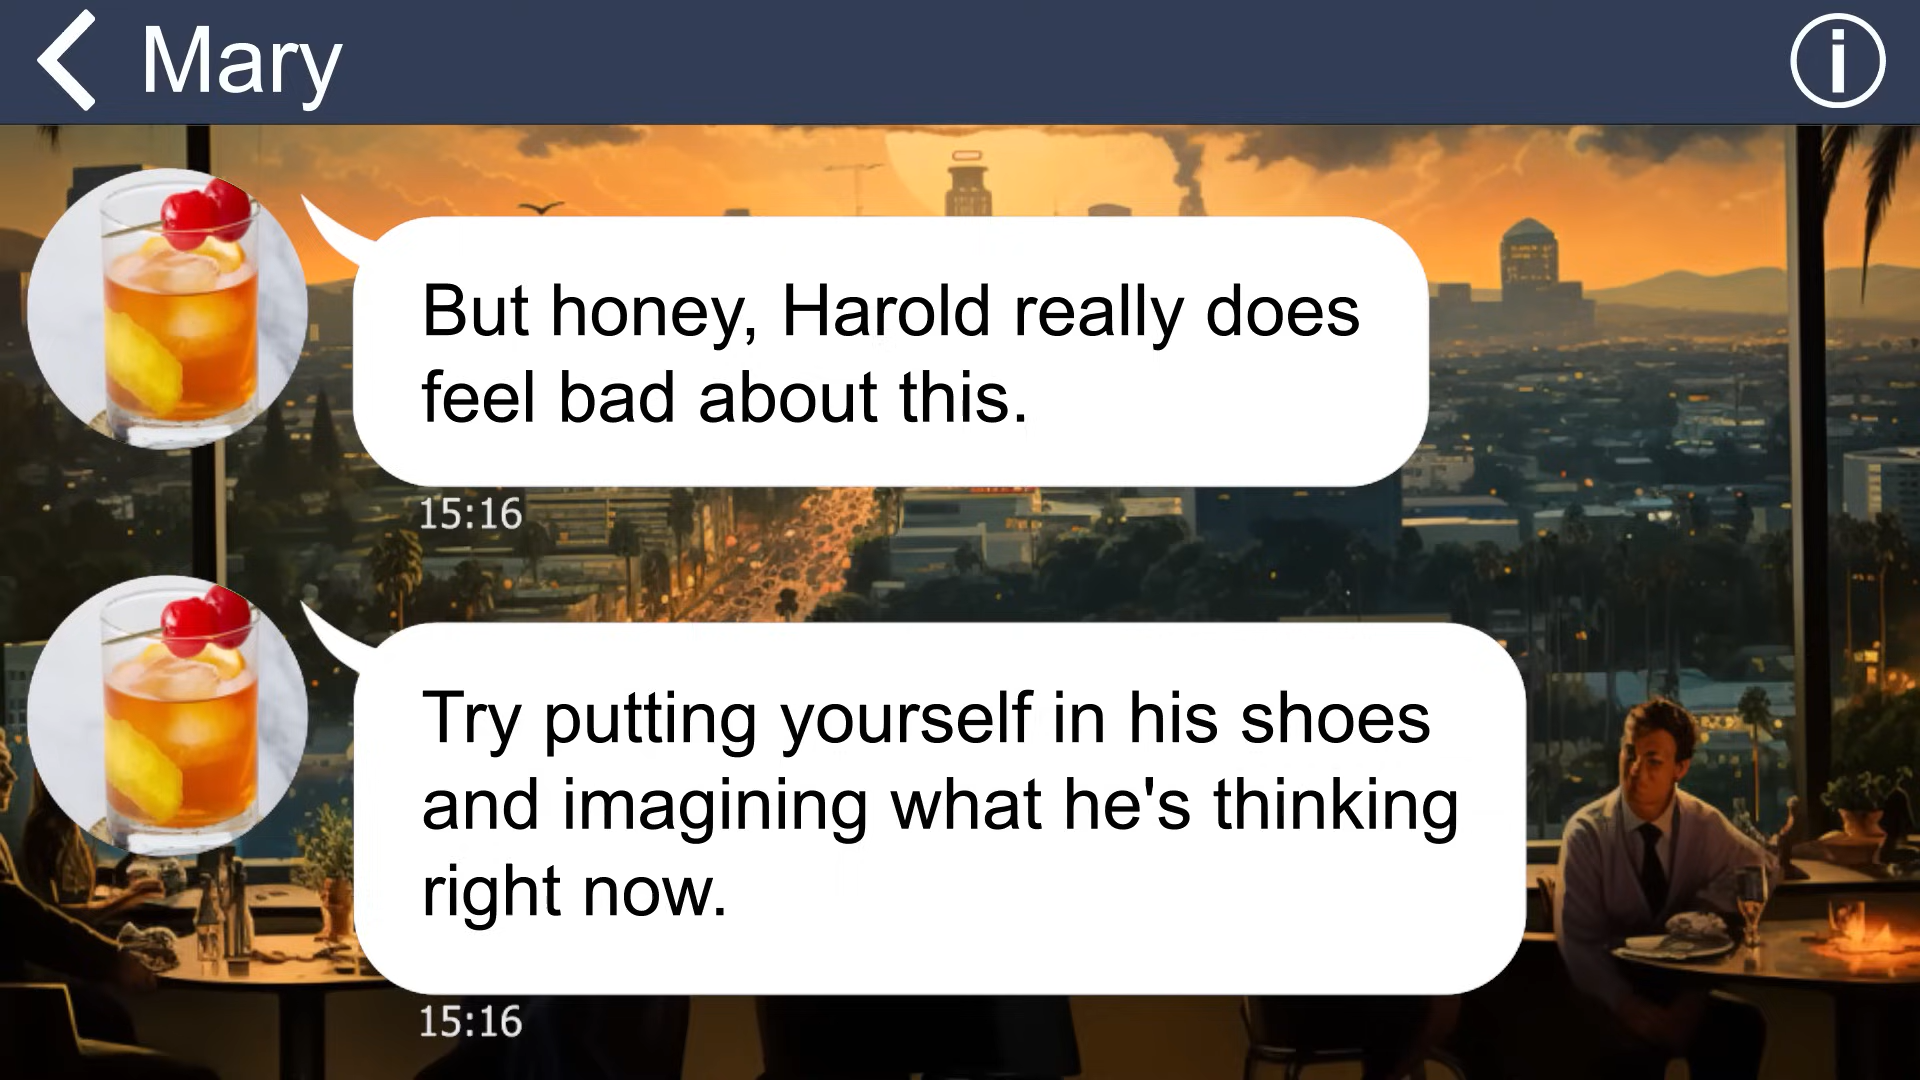 Mary
But honey, Harold really does
feel bad about this.
15:16
Try putting yourself in his shoes
and imagining what he's thinking
right now.
15:16